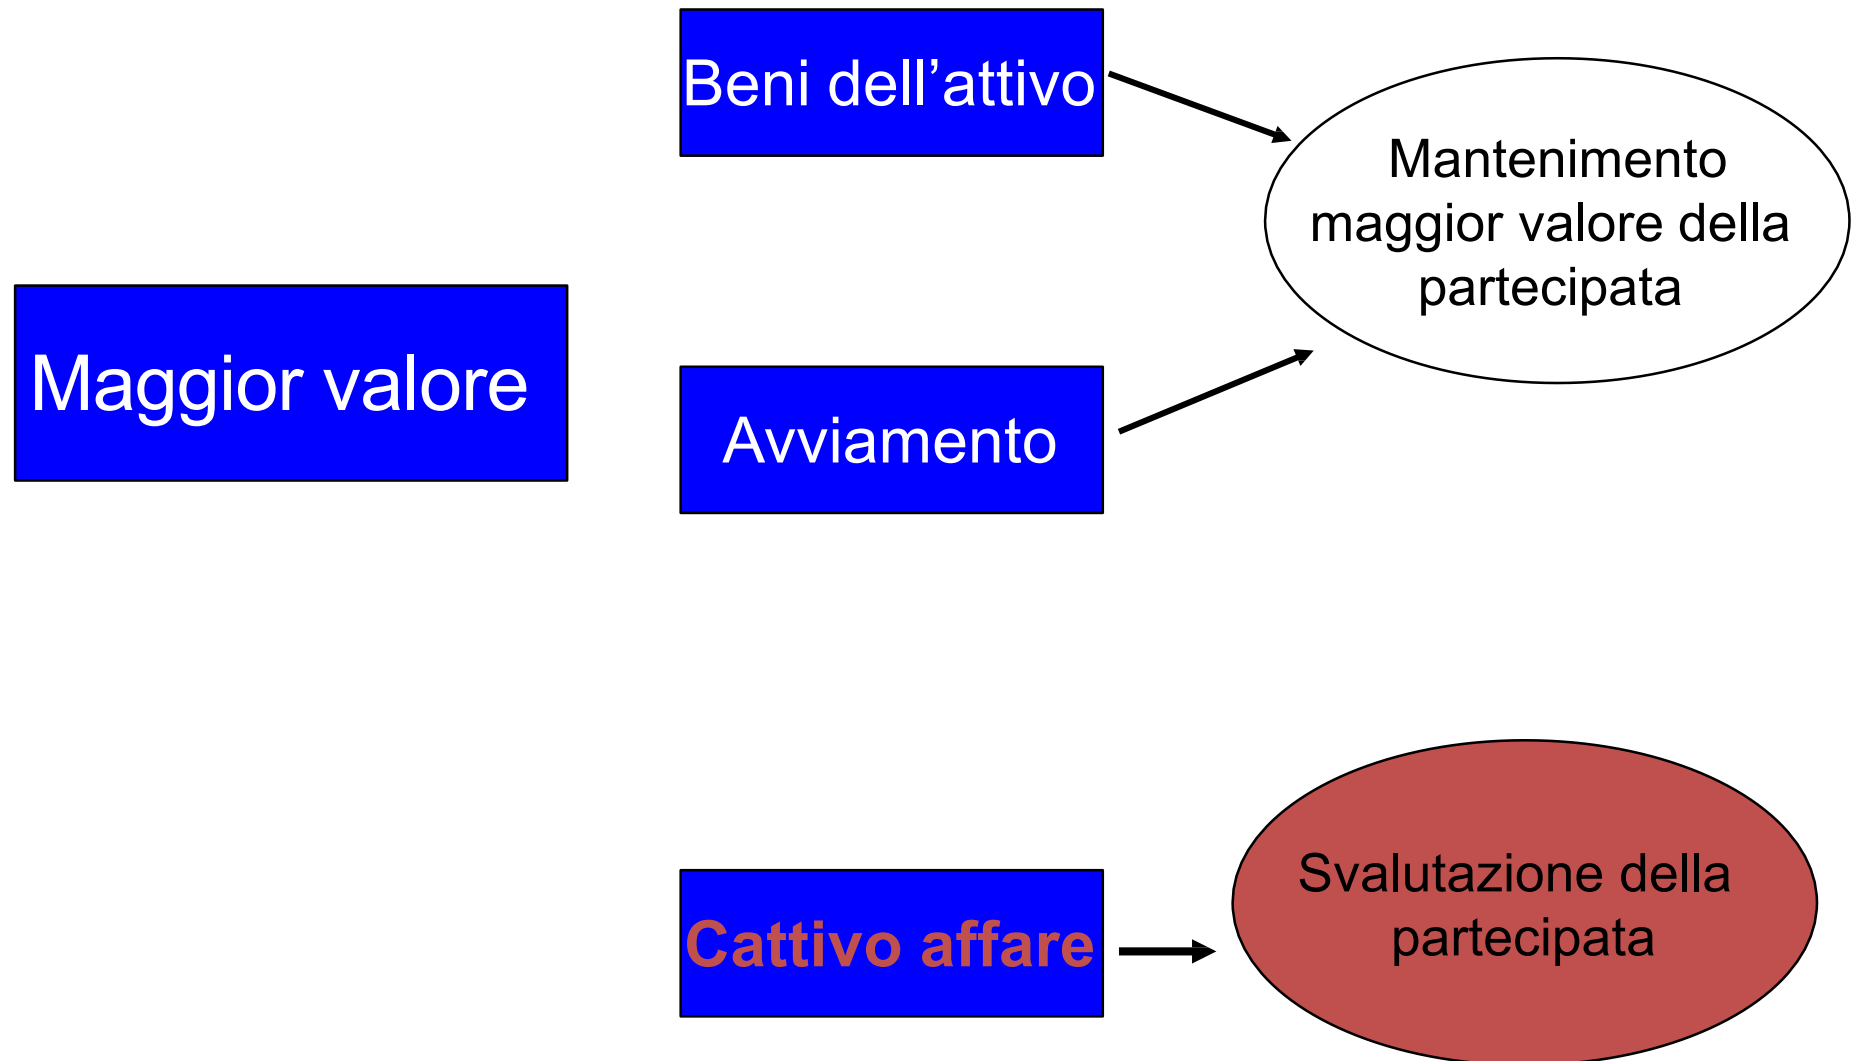 Beni dell’attivo
Mantenimento
maggior valore della
partecipata
Maggior valore
Avviamento
Svalutazione della
partecipata
Cattivo affare